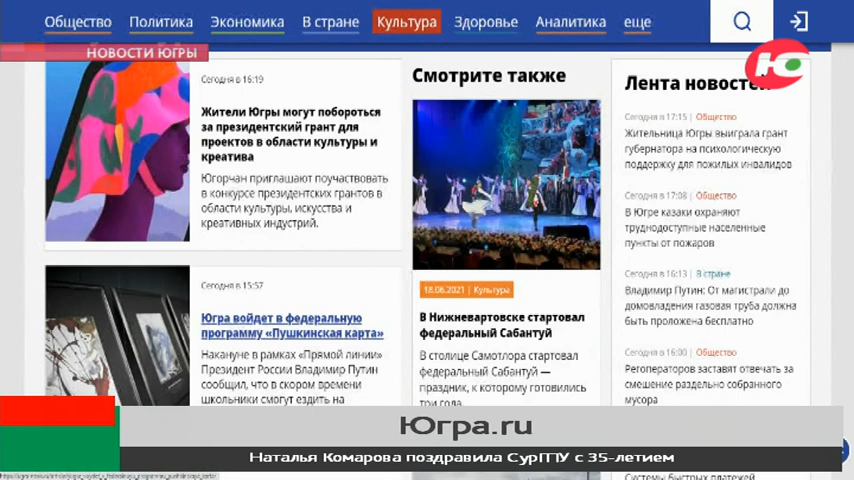 Общество Политика Экономика В стране Культура Здоровье Аналитика еще
НОВОСТИ ЮГРЫ
Ю
Сегодня в 16:19
Жители Югры могут побороться
за президентский грант для
проектов в области культуры и
креатива
Югорчан приглашают поучаствовать
в конкурсе президентских грантов в
области культуры, искусства и
креативных индустрий.
Сегодня в 15:57
Югра войдет в федеральную
программу «Пушкинская карта»
Накануне в рамках «Прямой линии»
Президент России Владимир Путин
сообщил, что в скором времени
школьники смогут ездить на
Смотрите также
18.06.2021 | Культура
В Нижневартовске стартовал
федеральный Сабантуй
В столице Самотлора стартовал
федеральный Сабантуй —
праздник, к которому готовились
три года.
Лента новостей
Сегодня в 17:15 | Общество
Жительница Югры выиграла грант
губернатора на психологическую
поддержку для пожилых инвалидов
Сегодня в 17:08 | Общество
В Югре казаки охраняют
труднодоступные населенные
пункты от пожаров
Сегодня в 16:13 | В стране
Владимир Путин: От магистрали до
домовладения газовая труба должна
быть проложена бесплатно
Сегодня в 16:00 | Общество
Регоператоров заставят отвечать за
смешение раздельно собранного
мусора
Системы быстрых платежей
Югра.ru
Наталья Комарова поздравила СурГПУ с 35-летием